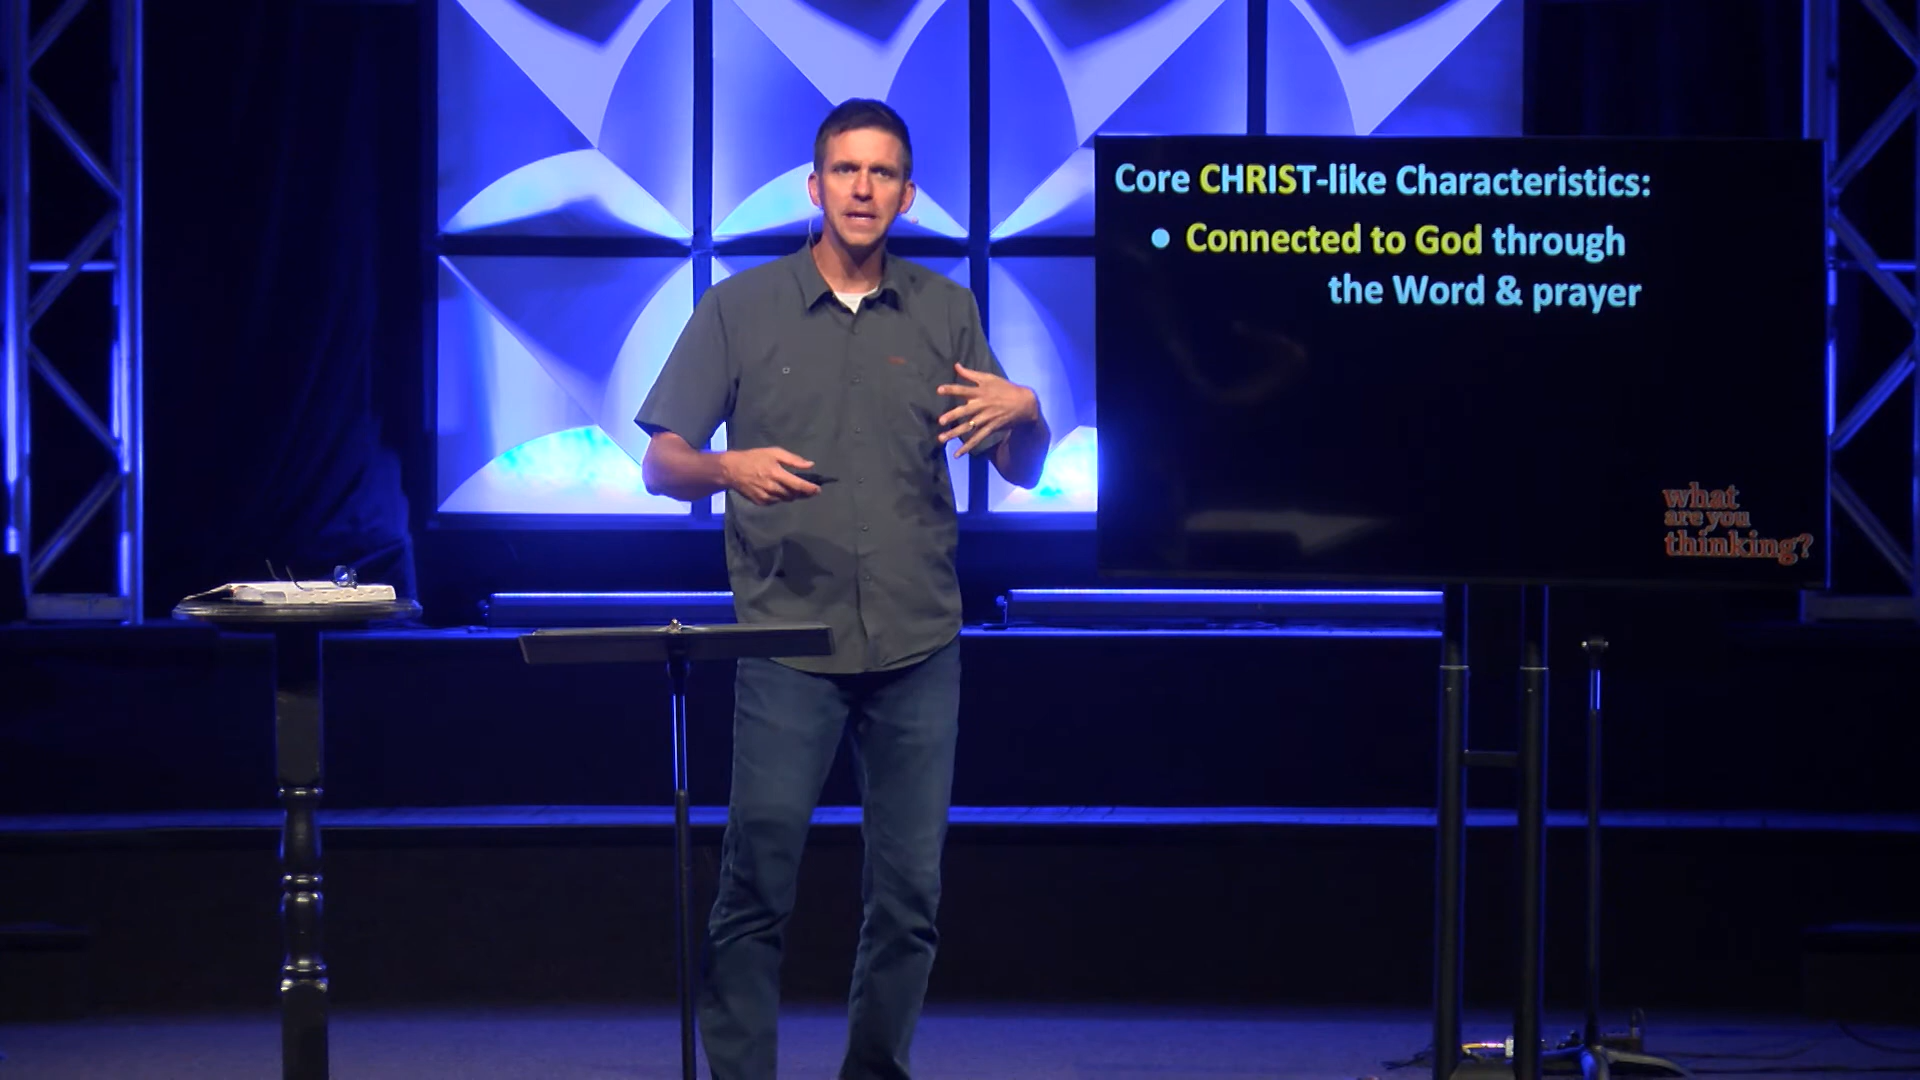 Core CHRIST-like Characteristics:
● Connected to God through
the Word & prayer
what
are you
thinking?